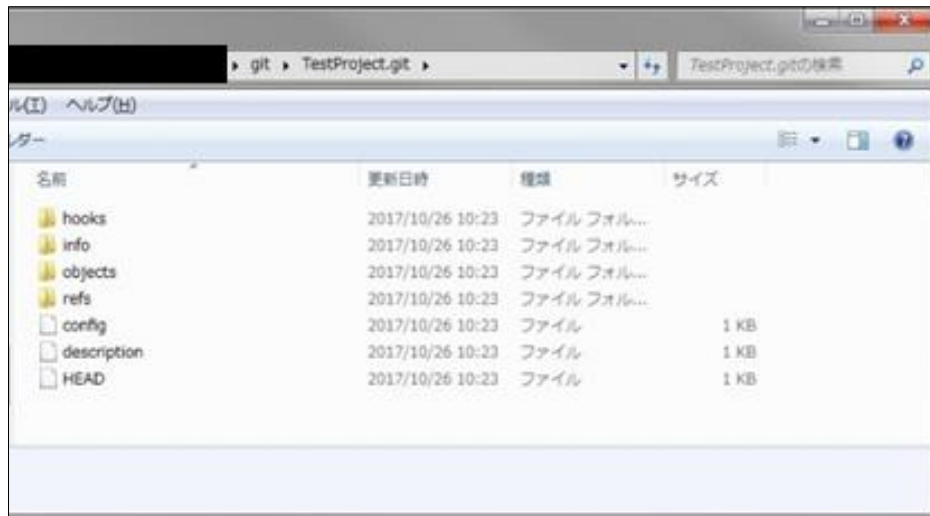 ▸ git ▸ TestProject.git ▸ TestProject.gitの検索
ル(I) ヘルプ(H)
ルダー
名前 更新日時 種類 サイズ
hooks 2017/10/26 10:23 ファイル フォル...
info 2017/10/26 10:23 ファイル フォル...
objects 2017/10/26 10:23 ファイル フォル...
refs 2017/10/26 10:23 ファイル フォル...
config 2017/10/26 10:23 ファイル 1 KB
description 2017/10/26 10:23 ファイル 1 KB
HEAD 2017/10/26 10:23 ファイル 1 KB